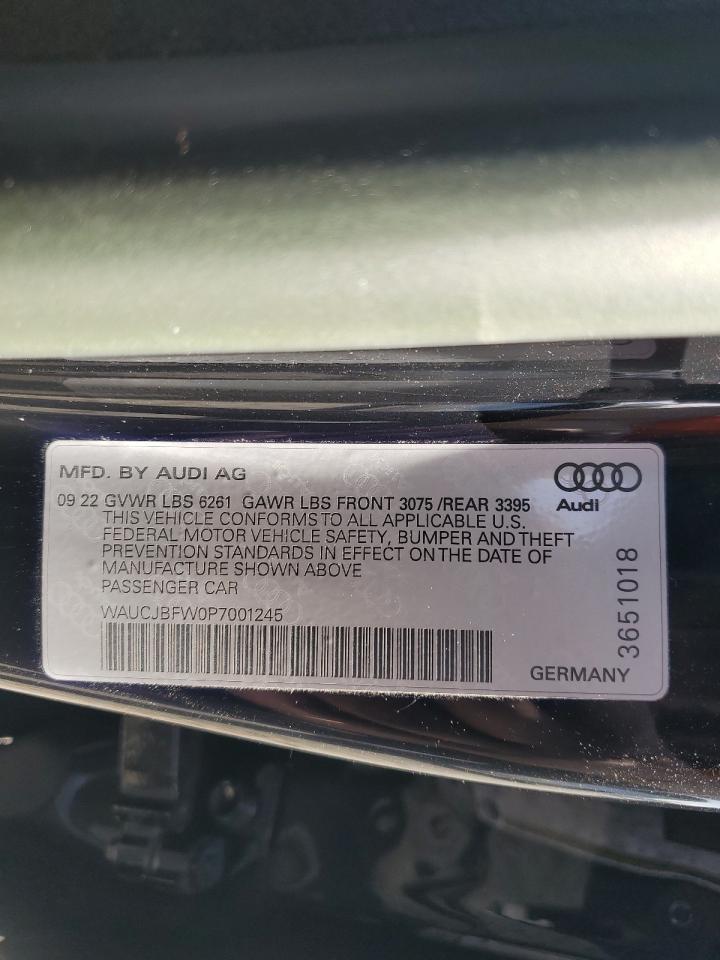 MFD. BY AUDI AG
Audi
09 22 GVWR LBS 6261 GAWR LBS FRONT 3075 /REAR 3395
THIS VEHICLE CONFORMS TO ALL APPLICABLE U.S.
FEDERAL MOTOR VEHICLE SAFETY, BUMPER AND THEFT
PREVENTION STANDARDS IN EFFECT ON THE DATE OF
MANUFACTURE SHOWN ABOVE
PASSENGER CAR
WAUCJBFW0P7001245
GERMANY
3651018